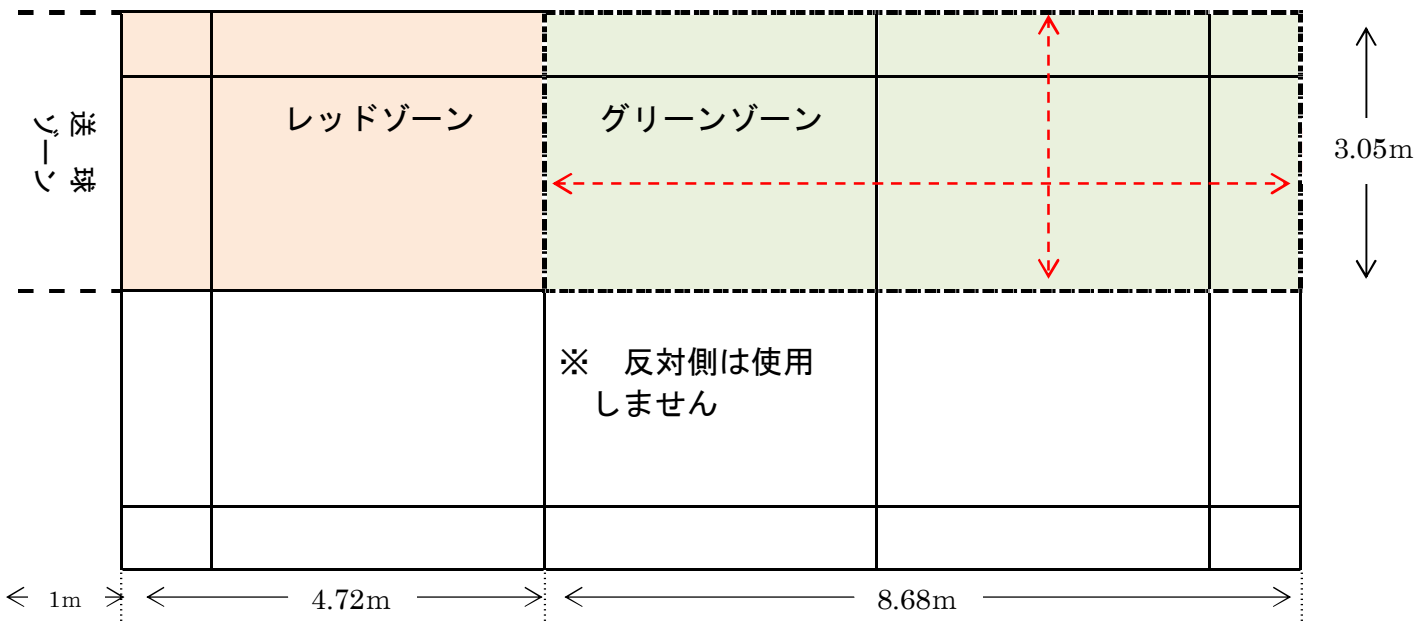 送球
ゾーン
レッドゾーン
グリーンゾーン
3.05m
※　反対側は使用
しません
1m
4.72m
8.68m